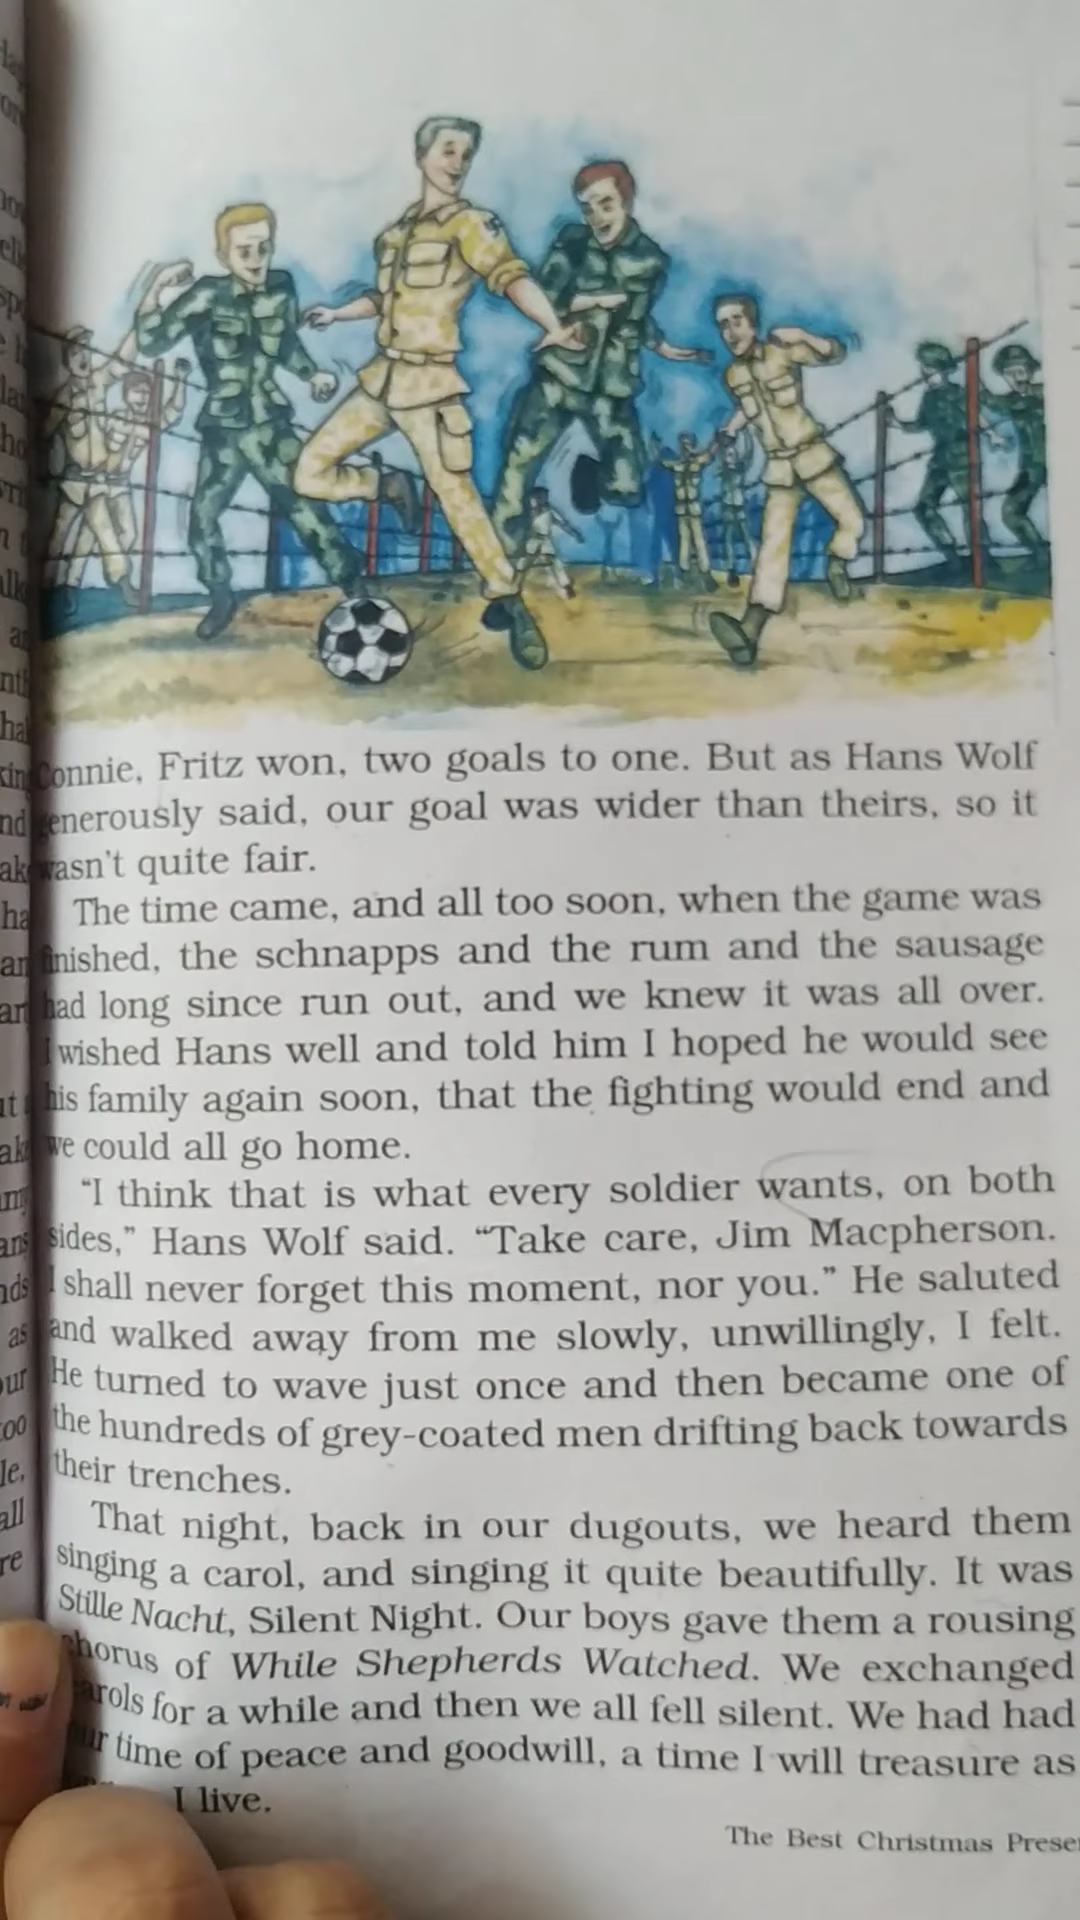 Connie, Fritz won, two goals to one. But as Hans Wolf
generously said, our goal was wider than theirs, so it
wasn't quite fair.
The time came, and all too soon, when the game was
finished, the schnapps and the rum and the sausage
had long since run out, and we knew it was all over.
I wished Hans well and told him I hoped he would see
his family again soon, that the fighting would end and
we could all go home.
“I think that is what every soldier wants, on both
sides,” Hans Wolf said. “Take care, Jim Macpherson.
I shall never forget this moment, nor you.” He saluted
and walked away from me slowly, unwillingly, I felt.
He turned to wave just once and then became one of
the hundreds of grey-coated men drifting back towards
their trenches.
That night, back in our dugouts, we heard them
singing a carol, and singing it quite beautifully. It was
Stille Nacht, Silent Night. Our boys gave them a rousing
chorus of While Shepherds Watched. We exchanged
carols for a while and then we all fell silent. We had had
our time of peace and goodwill, a time I will treasure as
I live.
The Best Christmas